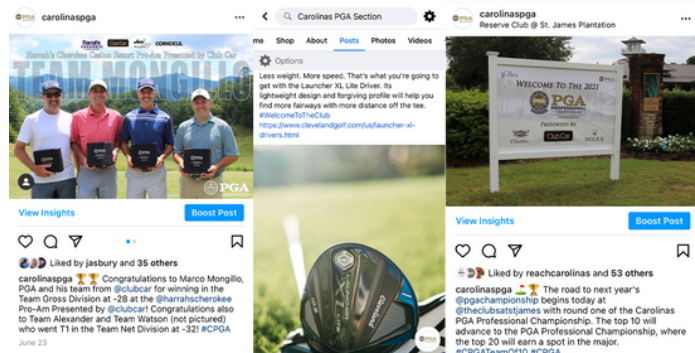 carolinaspga
Harrah's Cherokee Casino Resort Pro-Am Presented by Club Car
TEAM MONGILLO
PGA
View Insights
Boost Post
Liked by jasbury and 35 others
carolinaspga 🏆🏆 Congratulations to Marco Mongillo,
PGA and his team from @clubcar for winning in the
Team Gross Division at -28 at the @harrahscherokee
Pro-Am Presented by @clubcar! Congratulations also
to Team Alexander and Team Watson (not pictured)
who went T1 in the Team Net Division at -32! #CPGA
June 23
Carolinas PGA Section
me Shop About Posts Photos Videos
Options
Less weight. More speed. That's what you're going to
get with the Launcher XL Lite Driver. Its
lightweight design and forgiving profile will help you
find more fairways with more distance off the tee.
#WelcomeToTheClub
https://www.clevelandgolf.com/us/launcher-xl-
drivers.html
Cleveland
carolinaspga
Reserve Club @ St. James Plantation
WELCOME TO THE 2021
PGA
PROFESSIONAL
CHAMPIONSHIP
PRESENTED BY
Club Car
ROLEX
View Insights
Boost Post
Liked by reachcarolinas and 53 others
carolinaspga ⛳🏆 The road to next year's
@pgachampionship begins today at
@theclubsatstjames with round one of the Carolinas
PGA Professional Championship. The top 10 will
advance to the PGA Professional Championship, where
the top 20 will earn a spot in the major.
#CPGATeamOf10 #CPGA